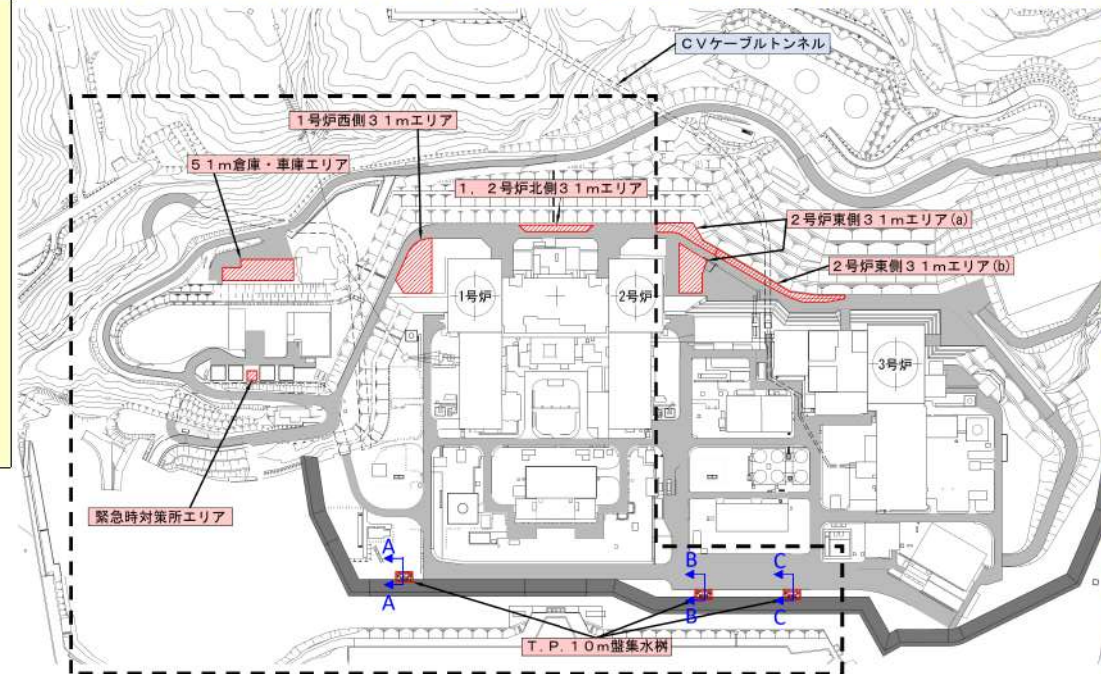 CVケーブルトンネル
1号炉西側31mエリア
51m倉庫・車庫エリア
1,2号炉北側31mエリア
2号炉東側31mエリア(a)
2号炉東側31mエリア(b)
1号炉
2号炉
3号炉
緊急時対策所エリア
A
A
B
B
C
C
T.P.10m盤集水桝
D